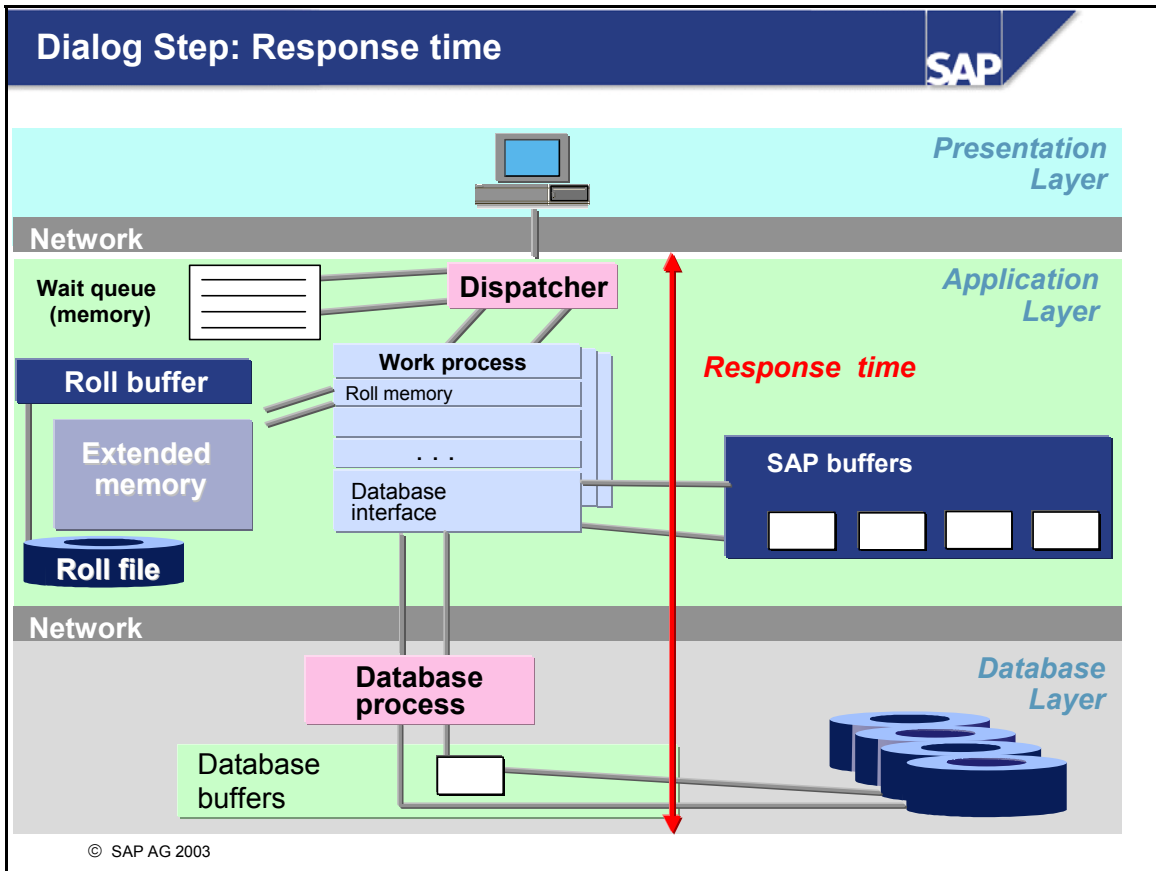 Dialog Step: Response time
SAP
Presentation
Layer
Network
Wait queue
(memory)
Dispatcher
Application
Layer
Work process
Roll buffer
Roll memory
Response time
Extended
memory
. . .
SAP buffers
Database
interface
Roll file
Network
Database
process
Database
Layer
Database
buffers
© SAP AG 2003